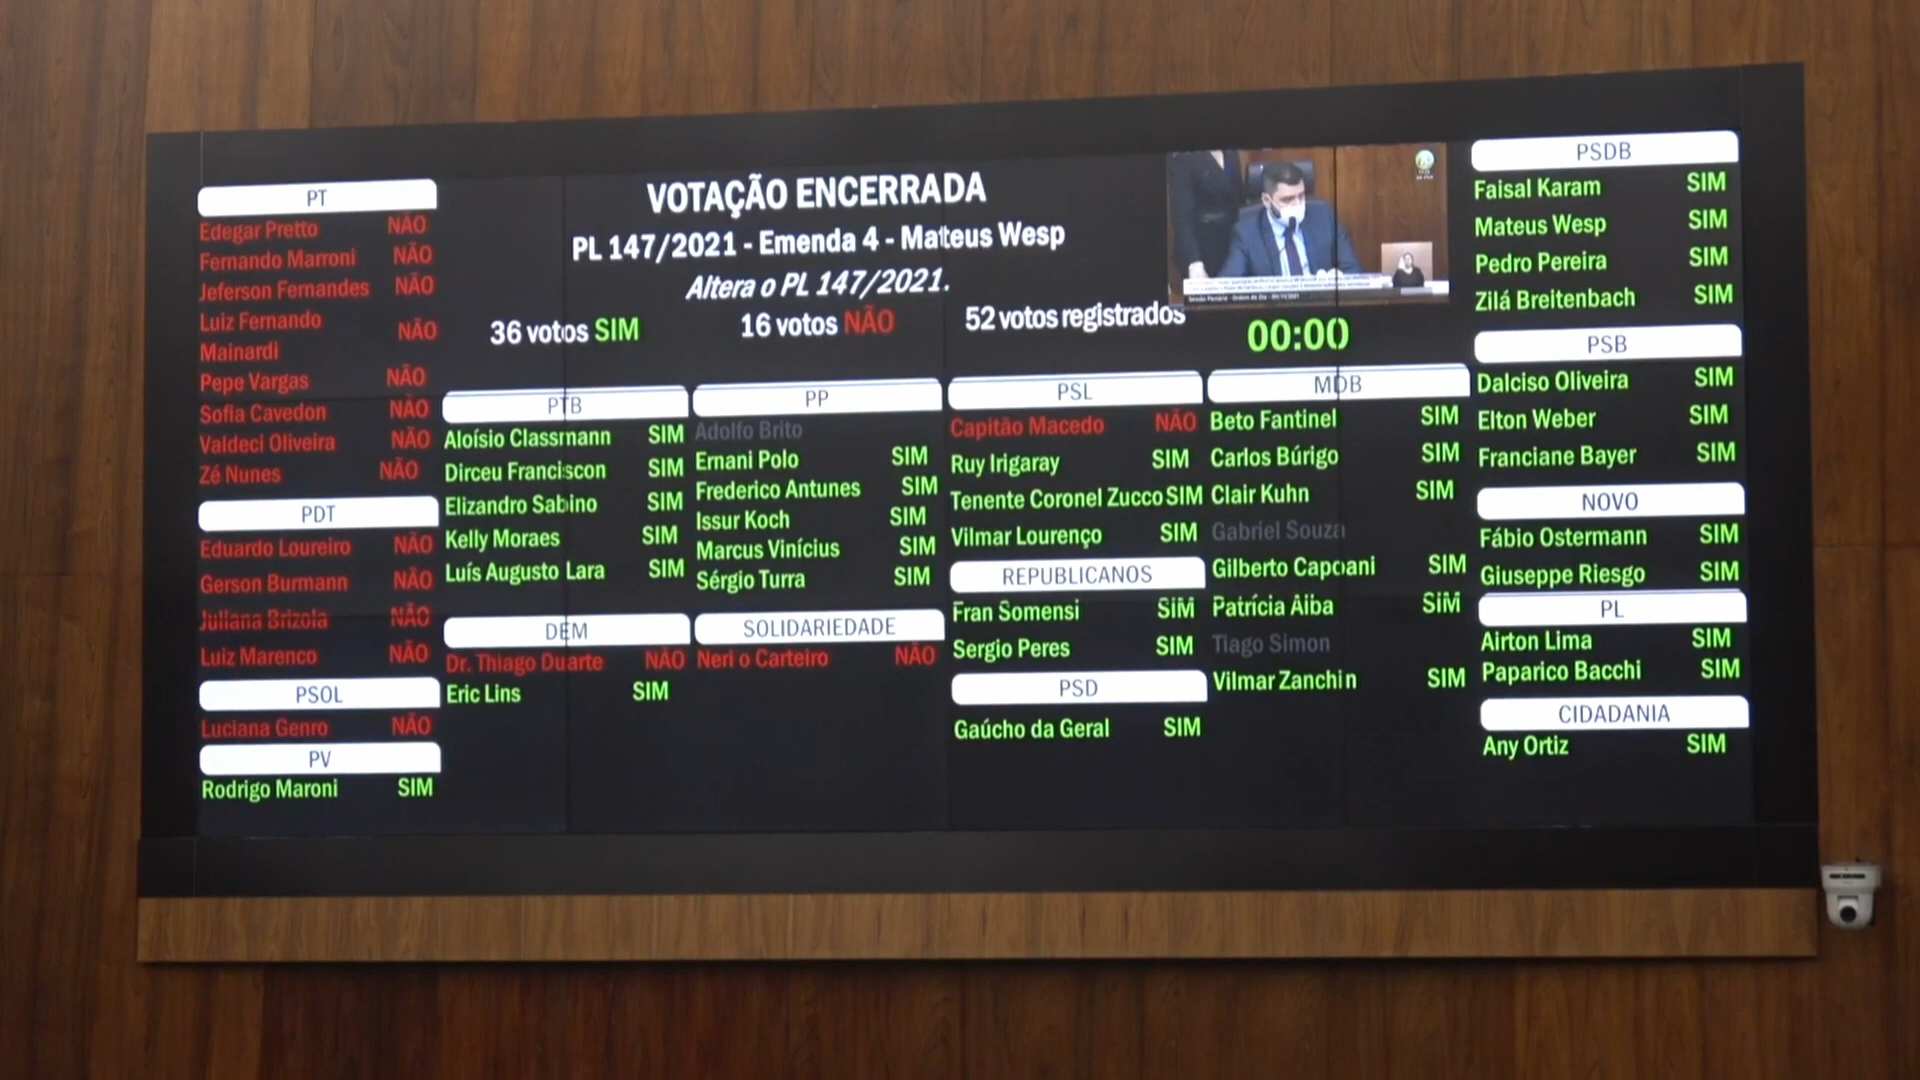 VOTAÇÃO ENCERRADA
PL 147/2021 - Emenda 4 - Mateus Wesp
Altera o PL 147/2021.
36 votos SIM
16 votos NÃO
52 votos registrados
00:00
PT
Edegar Pretto NÃO
Fernando Marroni NÃO
Jeferson Fernandes NÃO
Luiz Fernando
Mainardi NÃO
Pepe Vargas NÃO
Sofia Cavedon NÃO
Valdeci Oliveira NÃO
Zé Nunes NÃO
PDT
Eduardo Loureiro NÃO
Gerson Burmann NÃO
Juliana Brizola NÃO
Luiz Marenco NÃO
PSOL
Luciana Genro NÃO
PV
Rodrigo Maroni SIM
PTB
Aloísio Classmann SIM
Dirceu Franciscon SIM
Elizandro Sabino SIM
Kelly Moraes SIM
Luís Augusto Lara SIM
DEM
Dr. Thiago Duarte NÃO
Eric Lins SIM
PP
Adolfo Brito
Ernani Polo SIM
Frederico Antunes SIM
Issur Koch SIM
Marcus Vinícius SIM
Sérgio Turra SIM
SOLIDARIEDADE
Neri o Carteiro NÃO
PSL
Capitão Macedo NÃO
Ruy Irigaray SIM
Tenente Coronel Zucco SIM
Vilmar Lourenço SIM
REPUBLICANOS
Fran Somensi SIM
Sergio Peres SIM
PSD
Gaúcho da Geral SIM
MDB
Beto Fantinel SIM
Carlos Búrigo SIM
Clair Kuhn SIM
Gabriel Souza
Gilberto Capoani SIM
Patrícia Alba SIM
Tiago Simon
Vilmar Zanchin SIM
PSDB
Faisal Karam SIM
Mateus Wesp SIM
Pedro Pereira SIM
Zilá Breitenbach SIM
PSB
Dalciso Oliveira SIM
Elton Weber SIM
Franciane Bayer SIM
NOVO
Fábio Ostermann SIM
Giuseppe Riesgo SIM
PL
Airton Lima SIM
Paparico Bacchi SIM
CIDADANIA
Any Ortiz SIM